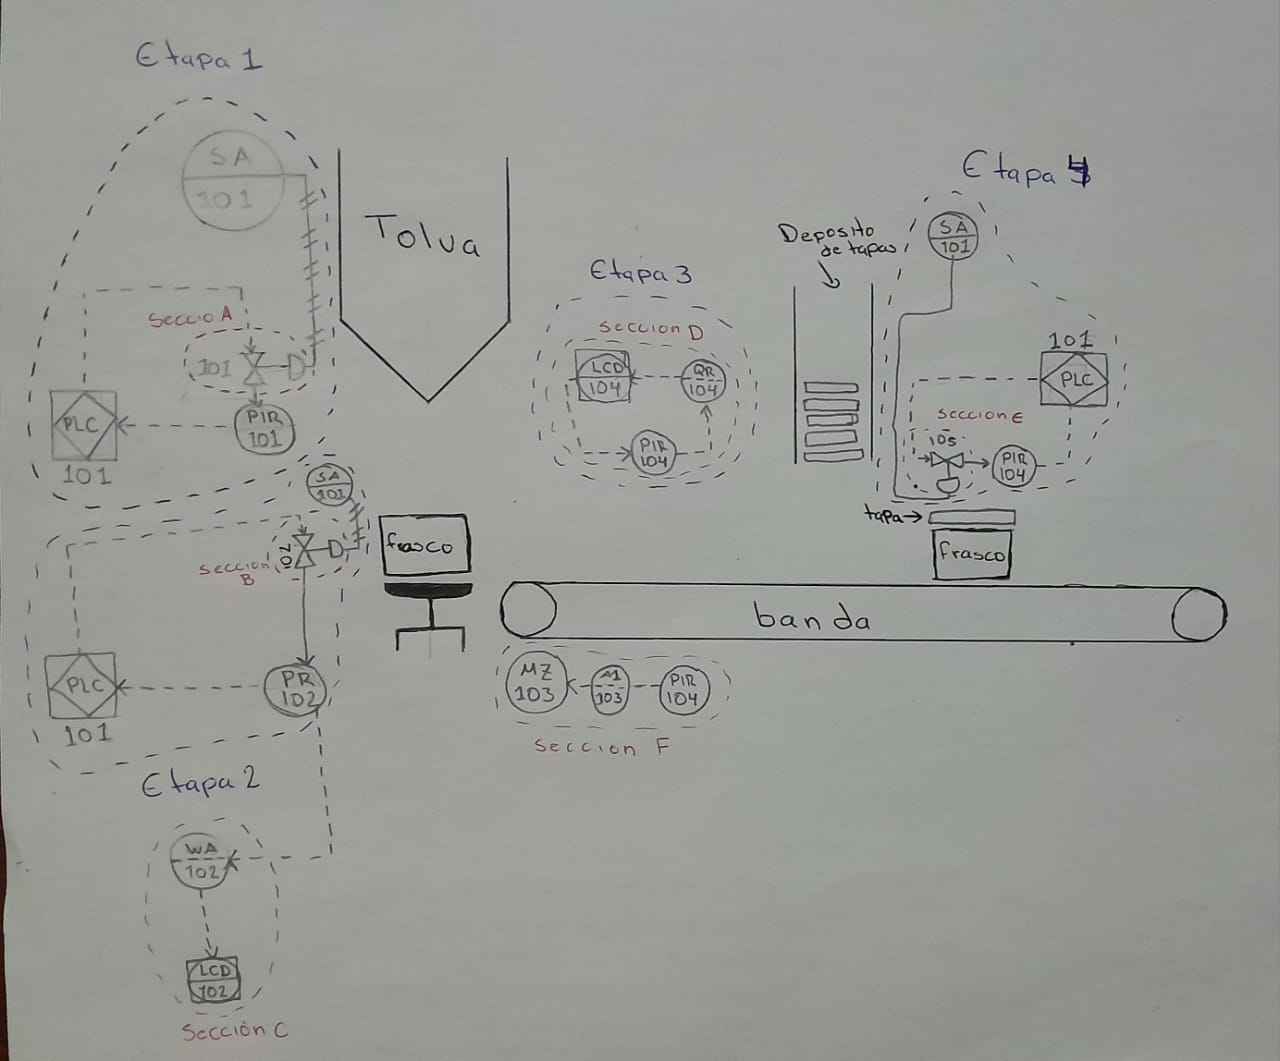 Etapa 1
SA
101
Tolva
Seccio A
101
PLC
101
PIR
101
Etapa 3
Seccion D
LCD
104
QR
104
PIR
104
Deposito
de tapas
Etapa 4
SA
101
101
PLC
Seccion E
105
PIR
104
tapa
frasco
SA
102
Seccion
B
frasco
PLC
101
PR
102
Etapa 2
banda
MZ
103
A1
103
PIR
104
Seccion F
WA
102
LCD
102
Sección C